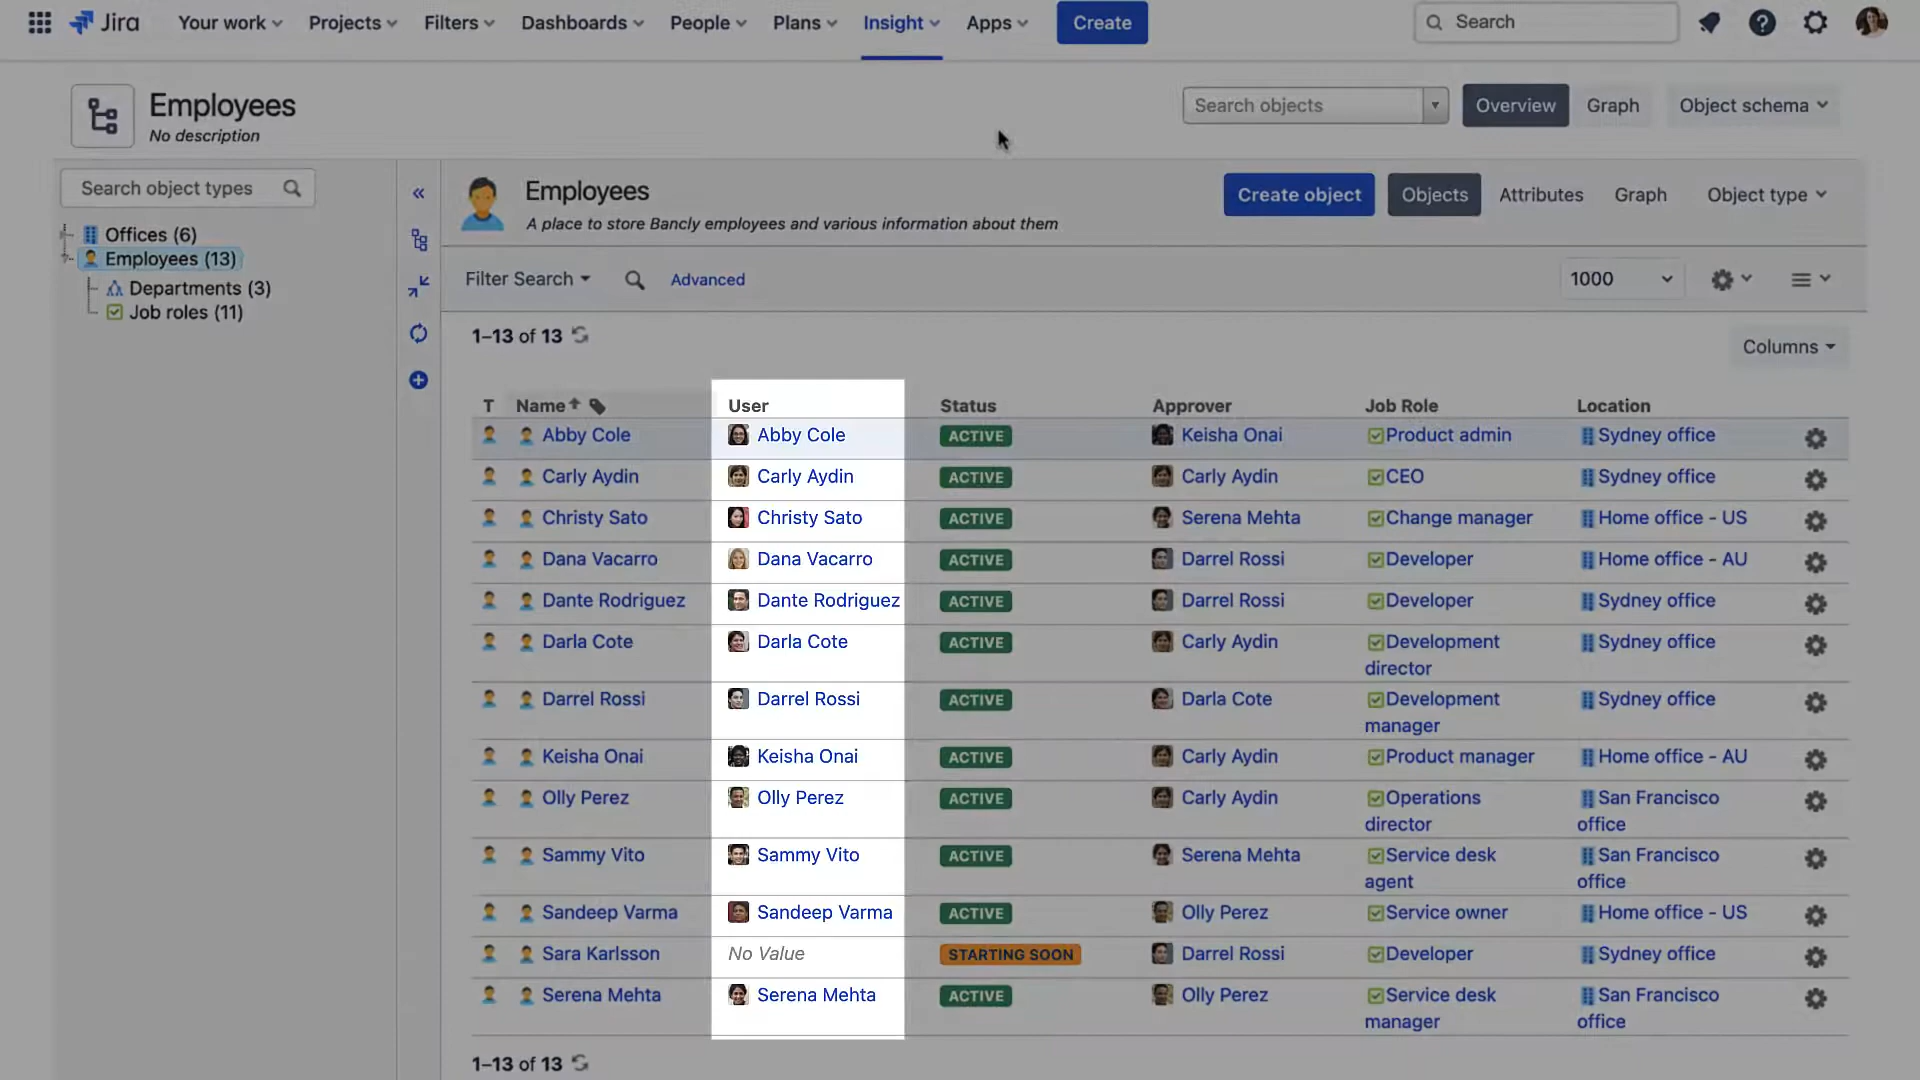 Jira Your work Projects Filters Dashboards People Plans Insight Apps Create Search
Employees
No description
Search objects Overview Graph Object schema
Search object types
Offices (6)
Employees (13)
Departments (3)
Job roles (11)
Employees
A place to store Bancly employees and various information about them
Create object Objects Attributes Graph Object type
Filter Search Advanced 1000
1–13 of 13
Columns
T Name User Status Approver Job Role Location
Abby Cole Abby Cole ACTIVE Keisha Onai Product admin Sydney office
Carly Aydin Carly Aydin ACTIVE Carly Aydin CEO Sydney office
Christy Sato Christy Sato ACTIVE Serena Mehta Change manager Home office - US
Dana Vacarro Dana Vacarro ACTIVE Darrel Rossi Developer Home office - AU
Dante Rodriguez Dante Rodriguez ACTIVE Darrel Rossi Developer Sydney office
Darla Cote Darla Cote ACTIVE Carly Aydin Development Sydney office
director
Darrel Rossi Darrel Rossi ACTIVE Darla Cote Development Sydney office
manager
Keisha Onai Keisha Onai ACTIVE Carly Aydin Product manager Home office - AU
Olly Perez Olly Perez ACTIVE Carly Aydin Operations San Francisco
director office
Sammy Vito Sammy Vito ACTIVE Serena Mehta Service desk San Francisco
agent office
Sandeep Varma Sandeep Varma ACTIVE Olly Perez Service owner Home office - US
Sara Karlsson No Value STARTING SOON Darrel Rossi Developer Sydney office
Serena Mehta Serena Mehta ACTIVE Olly Perez Service desk San Francisco
manager office
1–13 of 13